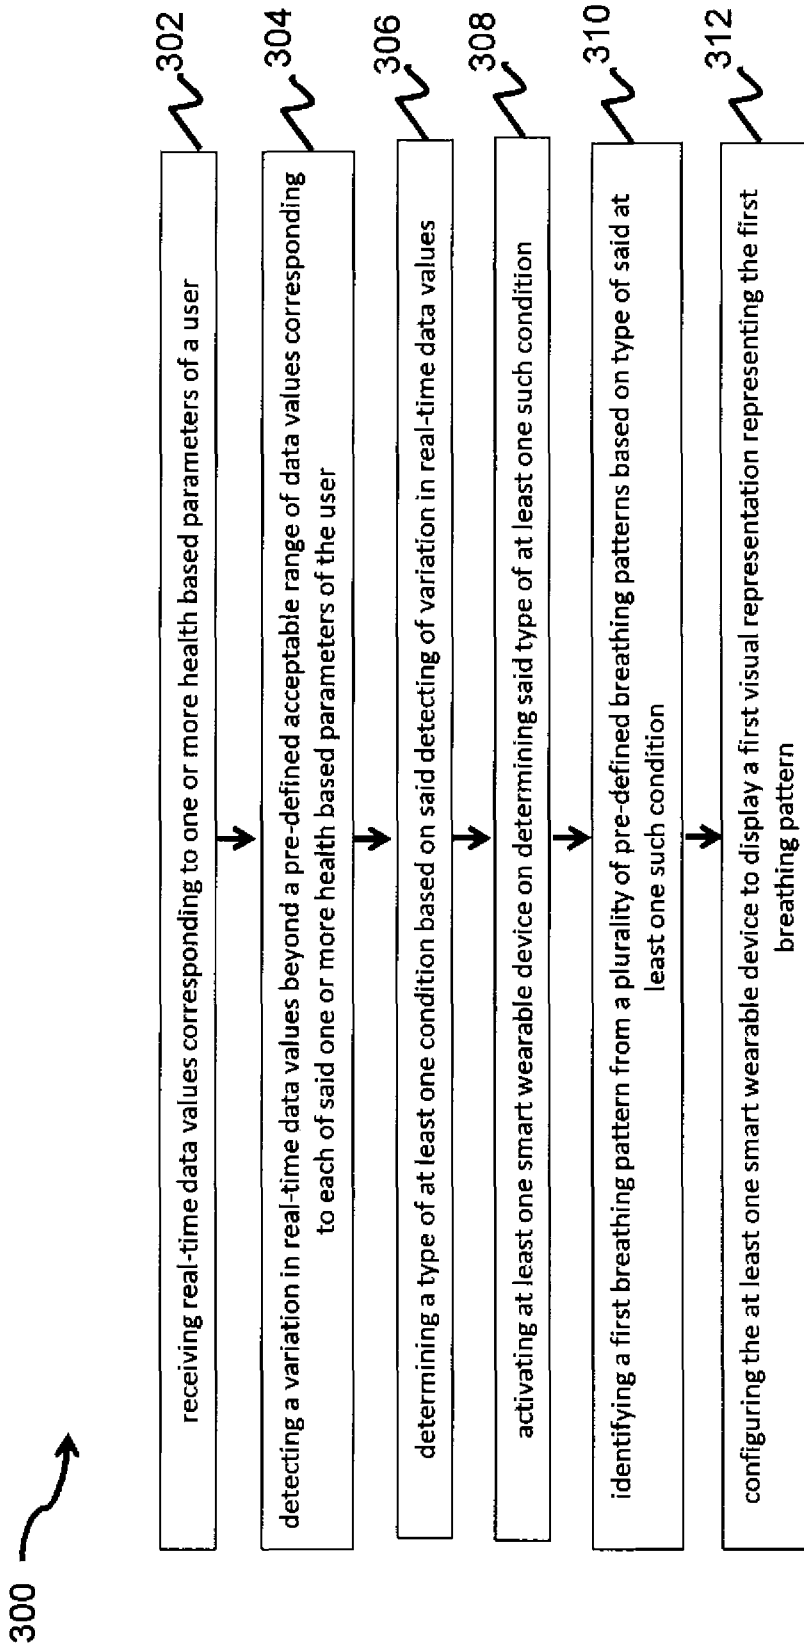 300
receiving real-time data values corresponding to one or more health based parameters of a user
302
detecting a variation in real-time data values beyond a pre-defined acceptable range of data values corresponding
to each of said one or more health based parameters of the user
304
determining a type of at least one condition based on said detecting of variation in real-time data values
306
activating at least one smart wearable device on determining said type of at least one such condition
308
identifying a first breathing pattern from a plurality of pre-defined breathing patterns based on type of said at
least one such condition
310
configuring the at least one smart wearable device to display a first visual representation representing the first
breathing pattern
312